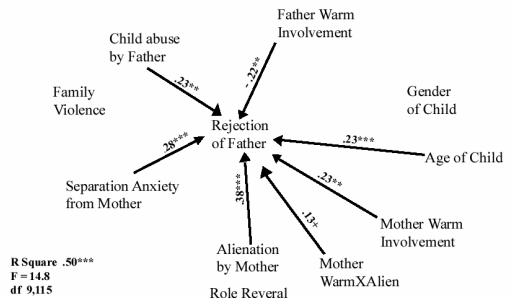 Father Warm
Involvement
Child abuse
by Father
.23**
- .22**
Family
Violence
Gender
of Child
Rejection
of Father
.23***
.28***
Age of Child
Separation Anxiety
from Mother
.38***
.23**
.13+
Mother Warm
Involvement
Alienation
by Mother
Mother
WarmXAlien
Role Reveral
R Square .50***
F = 14.8
df 9,115